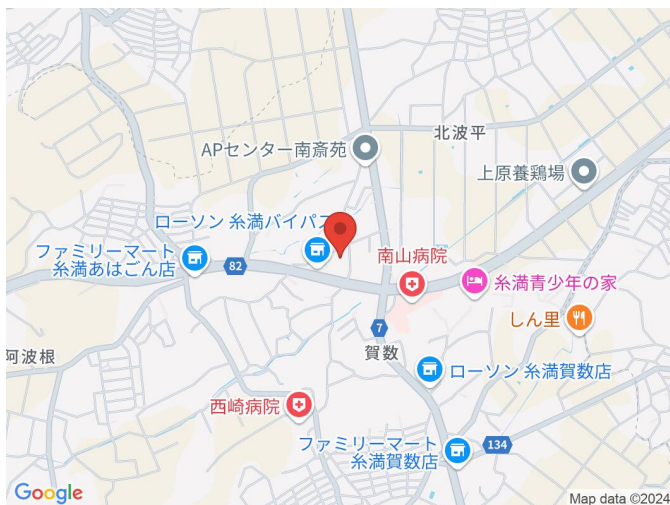 北波平
APセンター南斎苑
上原養鶏場
ローソン 糸満バイパス
ファミリーマート
糸満あはごん店
82
南山病院
糸満青少年の家
しん里
7
阿波根
賀数
ローソン 糸満賀数店
西崎病院
ファミリーマート
糸満賀数店
134
Google
Map data ©2024